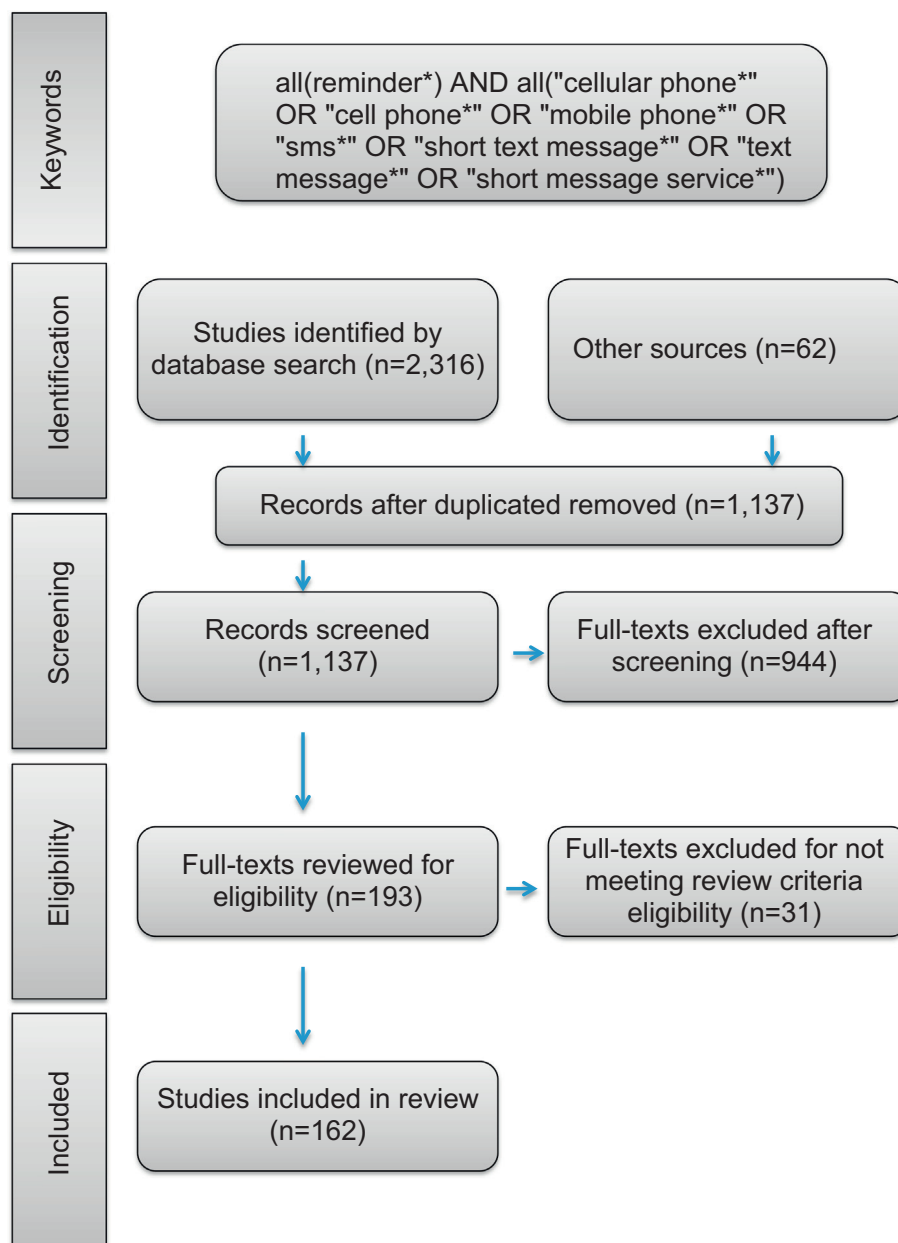 Keywords
all(reminder*) AND all("cellular phone*"
OR "cell phone*" OR "mobile phone*" OR
"sms*" OR "short text message*" OR "text
message*" OR "short message service*")
Identification
Studies identified by
database search (n=2,316)
Other sources (n=62)
Records after duplicated removed (n=1,137)
Screening
Records screened
(n=1,137)
Full-texts excluded after
screening (n=944)
Eligibility
Full-texts reviewed for
eligibility (n=193)
Full-texts excluded for not
meeting review criteria
eligibility (n=31)
Included
Studies included in review
(n=162)